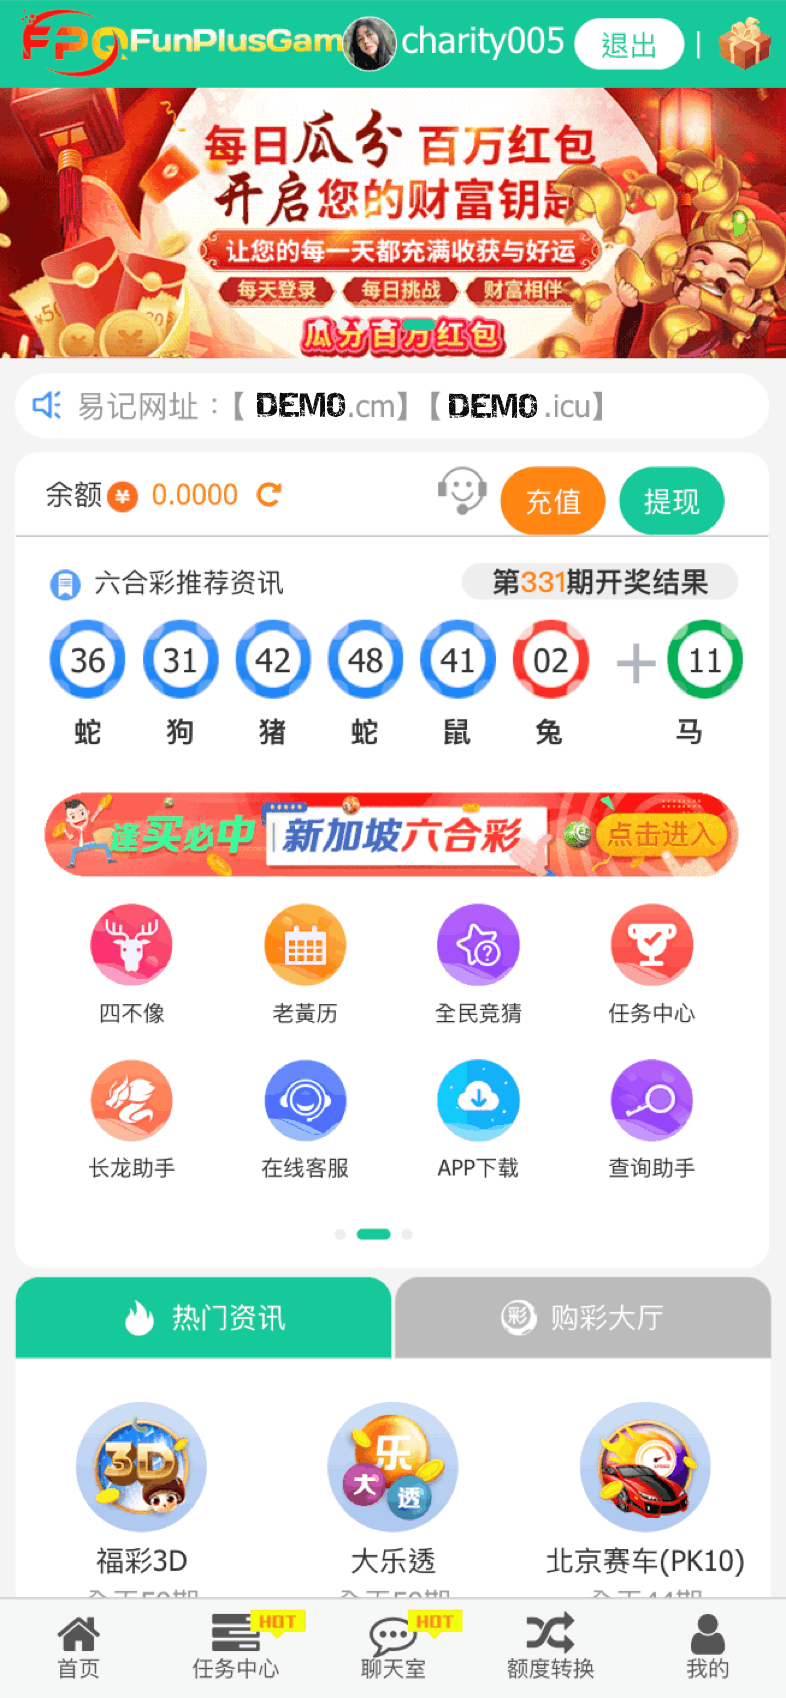 FPG FunPlusGam charity005 退出
每日瓜分 百万红包
开启您的财富钥匙
让您的每一天都充满收获与好运
每天登录 每日挑战 财富相伴
瓜分百万红包
易记网址：【 DEMO.cm】【 DEMO .icu】
余额 0.0000 充值 提现
六合彩推荐资讯 第331期开奖结果
36 31 42 48 41 02 + 11
蛇 狗 猪 蛇 鼠 兔 马
逢买必中 新加坡六合彩 点击进入
四不像 老黃历 全民竞猜 任务中心
长龙助手 在线客服 APP下载 查询助手
热门资讯 彩 购彩大厅
3D 乐大透
福彩3D 大乐透 北京赛车(PK10)
HOT HOT
首页 任务中心 聊天室 额度转换 我的